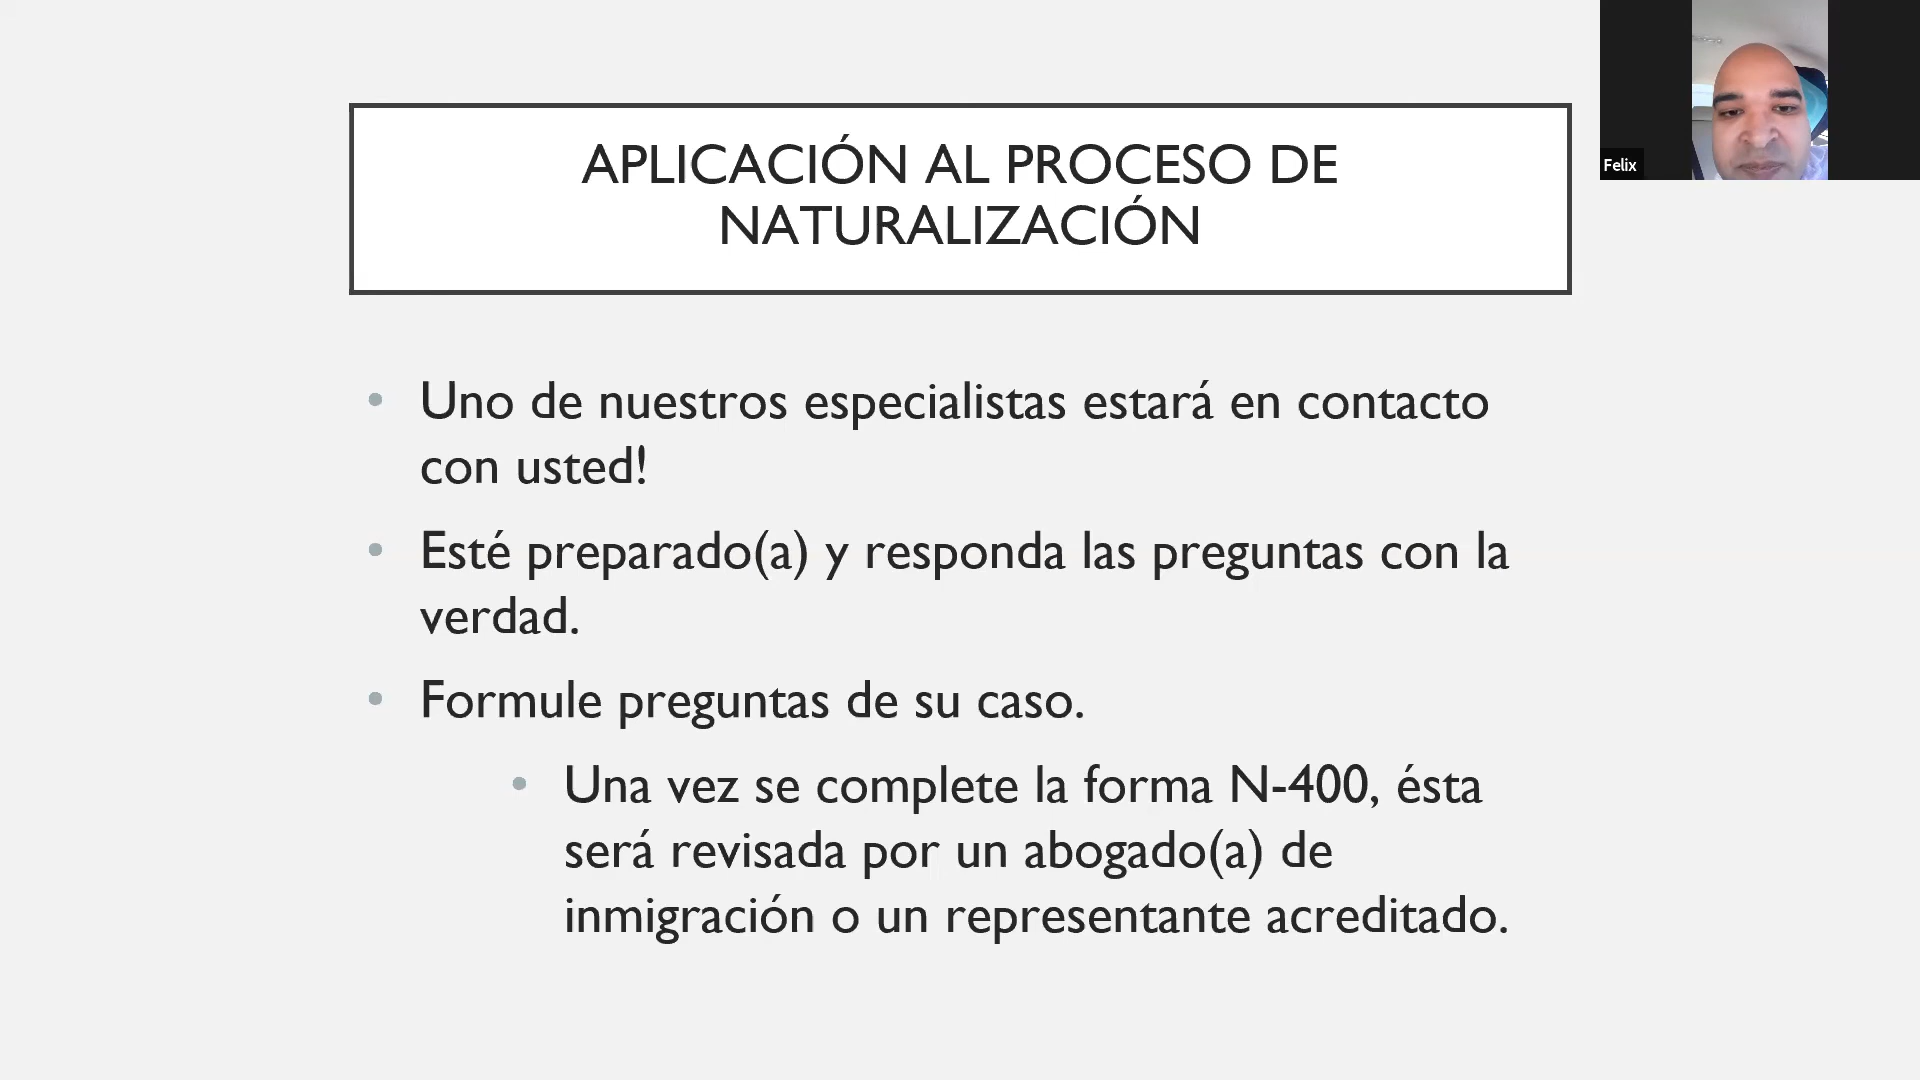 APLICACIÓN AL PROCESO DE
NATURALIZACIÓN
• Uno de nuestros especialistas estará en contacto
con usted!
• Esté preparado(a) y responda las preguntas con la
verdad.
• Formule preguntas de su caso.
• Una vez se complete la forma N-400, ésta
será revisada por un abogado(a) de
inmigración o un representante acreditado.
Felix